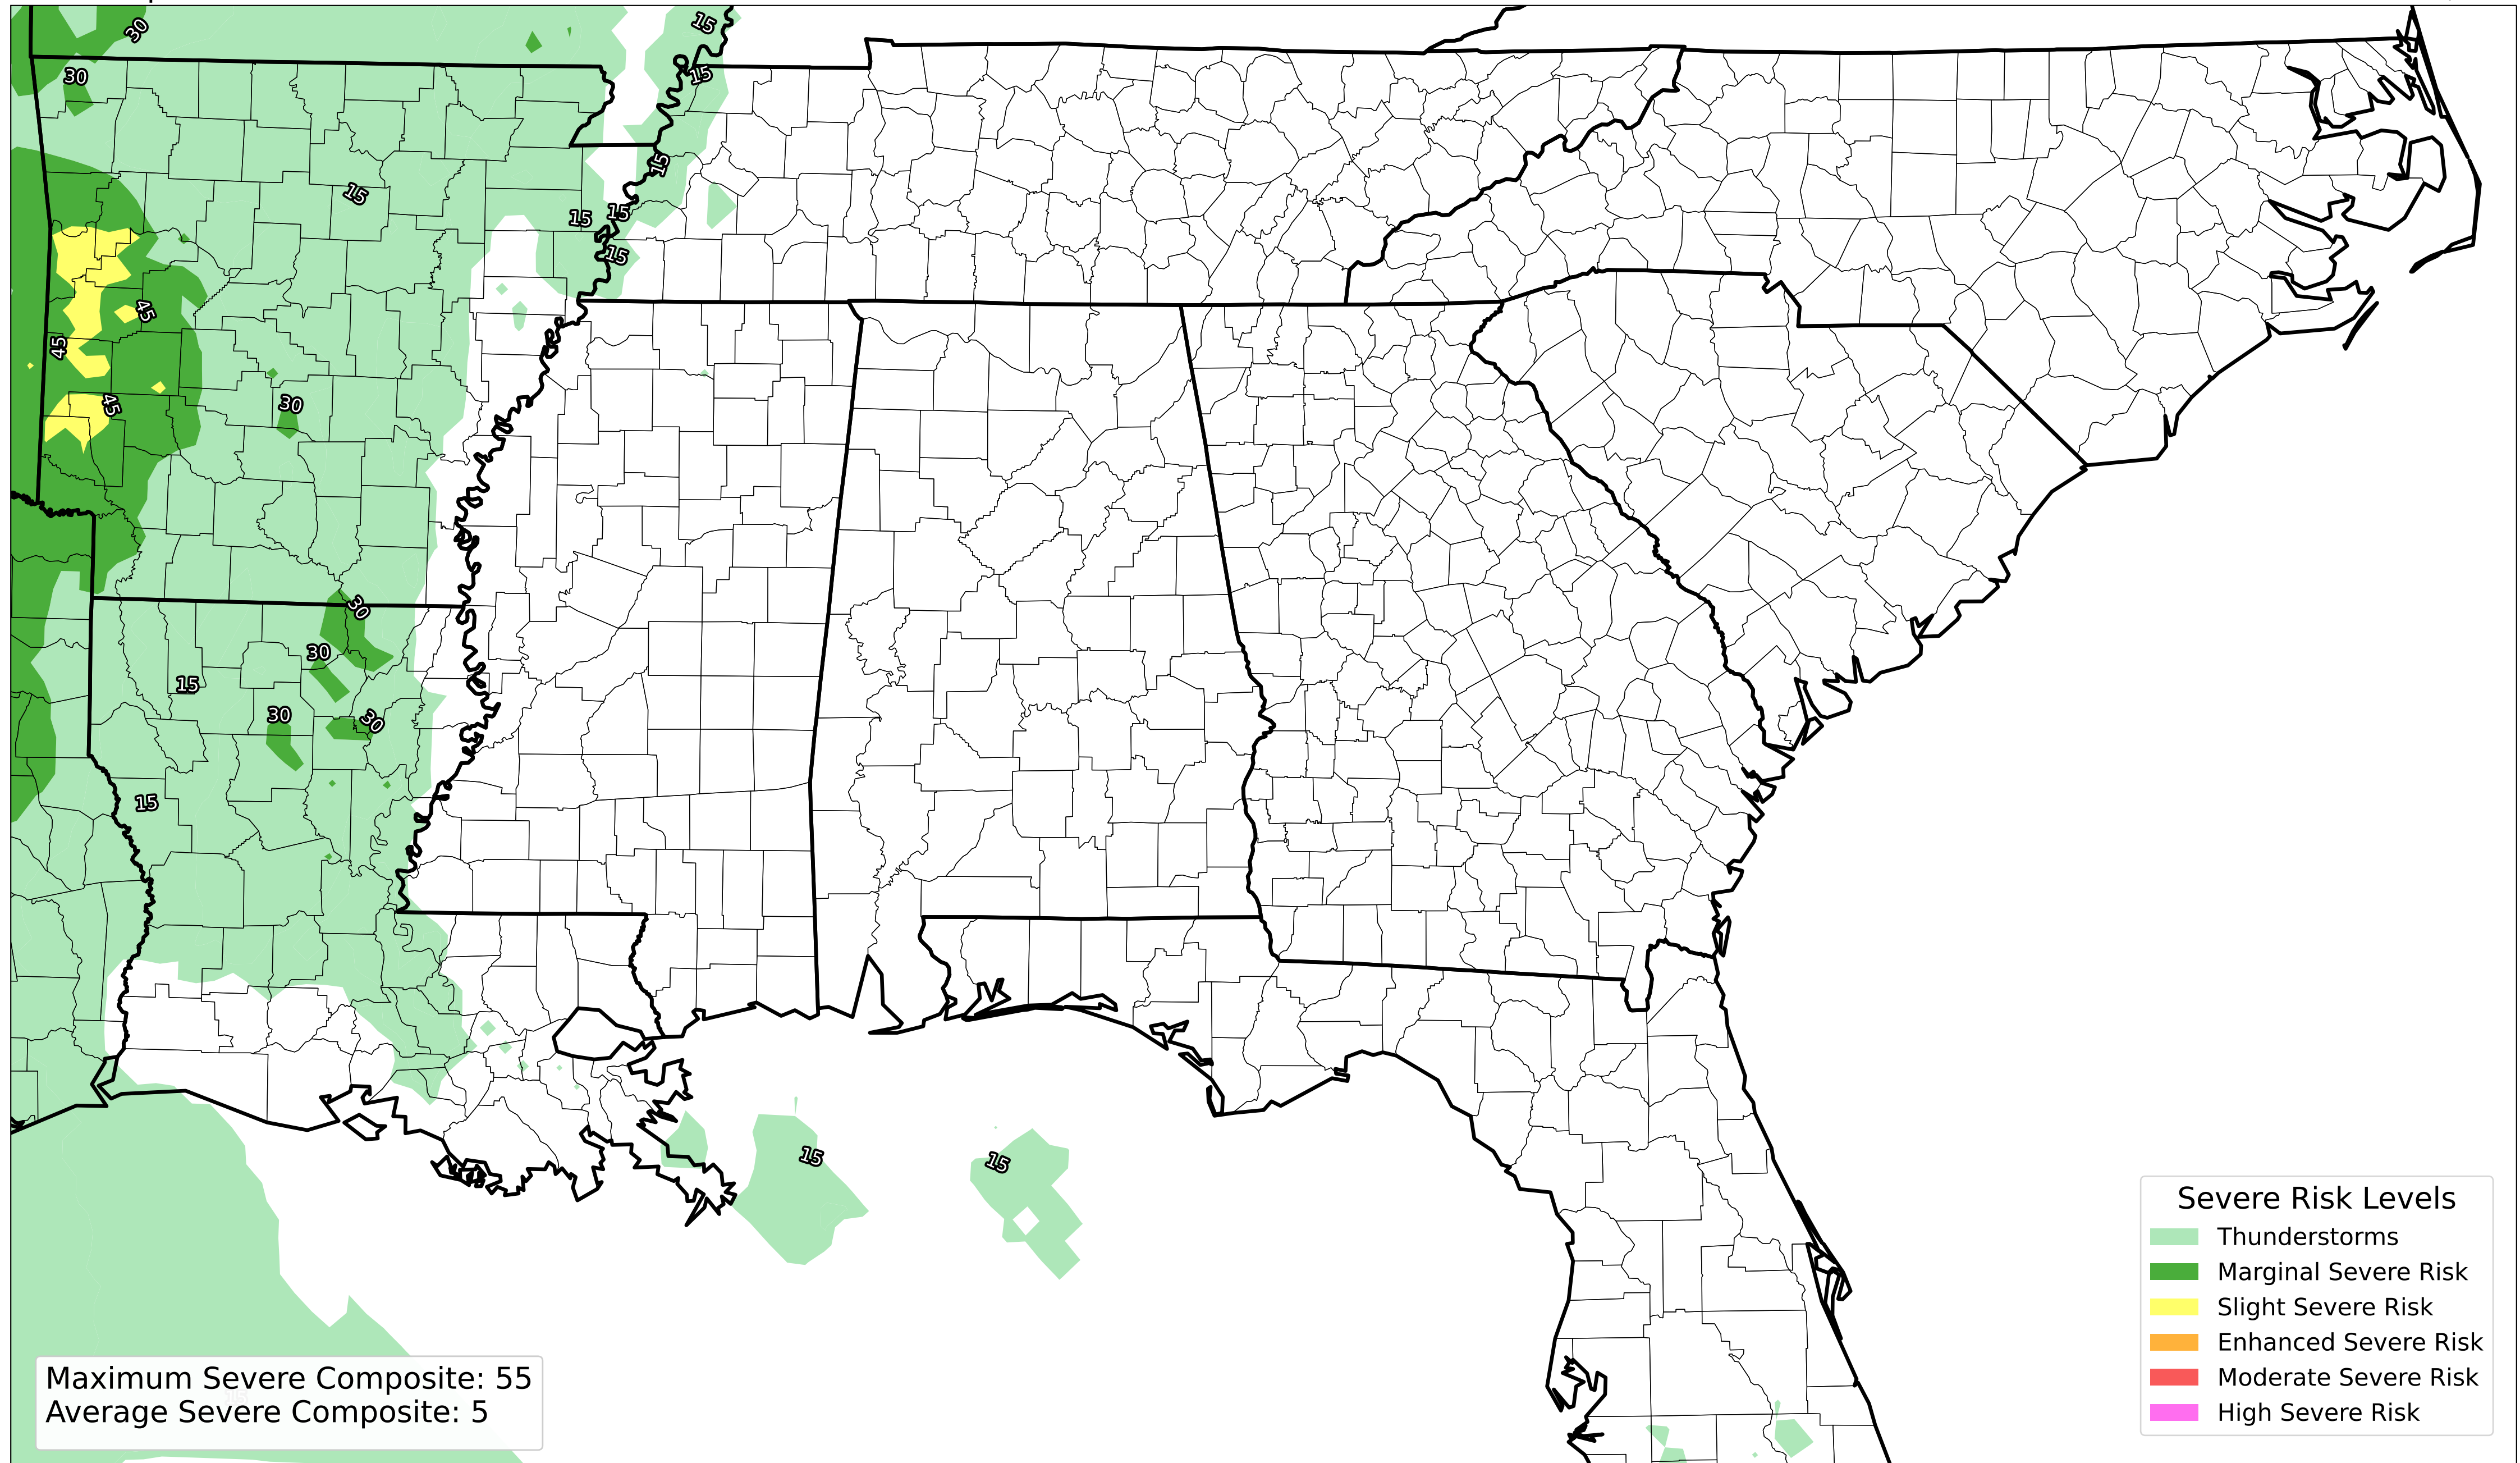 30
15
30
15
15
15
15
15
15
45
45
45
30
30
30
15
30
30
15
15
15
Severe Risk Levels
Thunderstorms
Marginal Severe Risk
Slight Severe Risk
Enhanced Severe Risk
Moderate Severe Risk
High Severe Risk
Maximum Severe Composite: 55
Average Severe Composite: 5